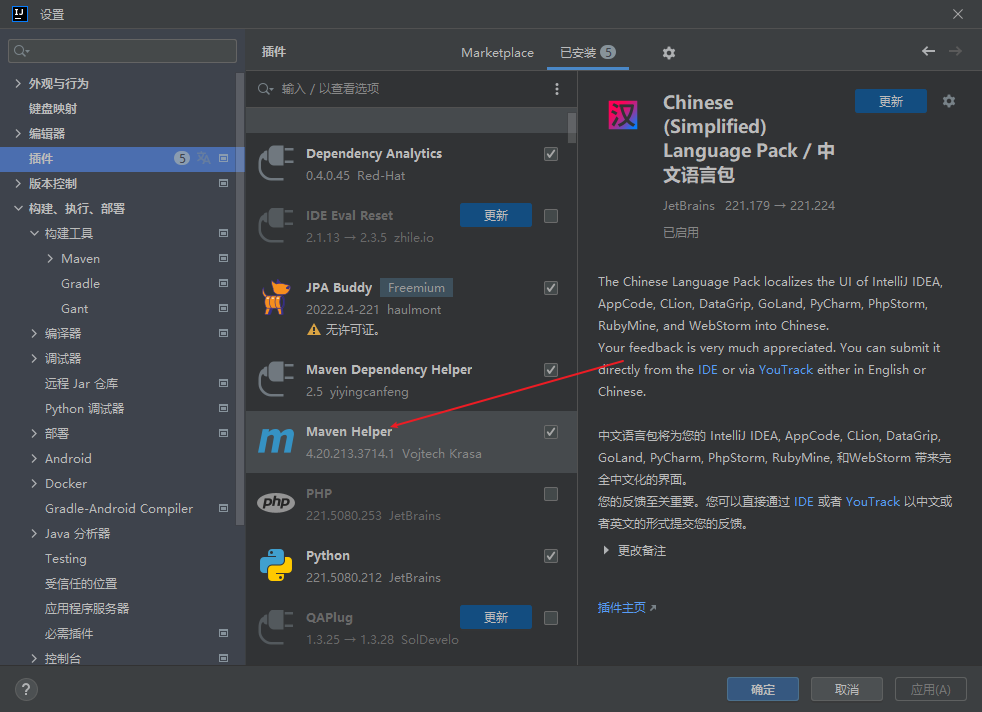 IJ 设置
外观与行为
键盘映射
编辑器
插件 5
版本控制
构建、执行、部署
构建工具
Maven
Gradle
Gant
编译器
调试器
远程 Jar 仓库
Python 调试器
部署
Android
Docker
Gradle-Android Compiler
Java 分析器
Testing
受信任的位置
应用程序服务器
必需插件
控制台
插件 Marketplace 已安装 5
输入 / 以查看选项
Dependency Analytics
0.4.0.45 Red-Hat
IDE Eval Reset 更新
2.1.13 → 2.3.5 zhile.io
JPA Buddy Freemium
2022.2.4-221 haulmont
无许可证。
Maven Dependency Helper
2.5 yiyingcanfeng
m Maven Helper
4.20.213.3714.1 Vojtech Krasa
php PHP
221.5080.253 JetBrains
Python
221.5080.212 JetBrains
QAPlug 更新
1.3.25 → 1.3.28 SolDevelo
汉 Chinese 更新
(Simplified)
Language Pack / 中
文语言包
JetBrains 221.179 → 221.224
已启用
The Chinese Language Pack localizes the UI of IntelliJ IDEA,
AppCode, CLion, DataGrip, GoLand, PyCharm, PhpStorm,
RubyMine, and WebStorm into Chinese.
Your feedback is very much appreciated. You can submit it
directly from the IDE or via YouTrack either in English or
Chinese.
中文语言包将为您的 IntelliJ IDEA, AppCode, CLion, DataGrip,
GoLand, PyCharm, PhpStorm, RubyMine, 和WebStorm 带来完
全中文化的界面。
您的反馈至关重要。您可以直接通过 IDE 或者 YouTrack 以中文或
者英文的形式提交您的反馈。
更改备注
插件主页
? 确定 取消 应用(A)